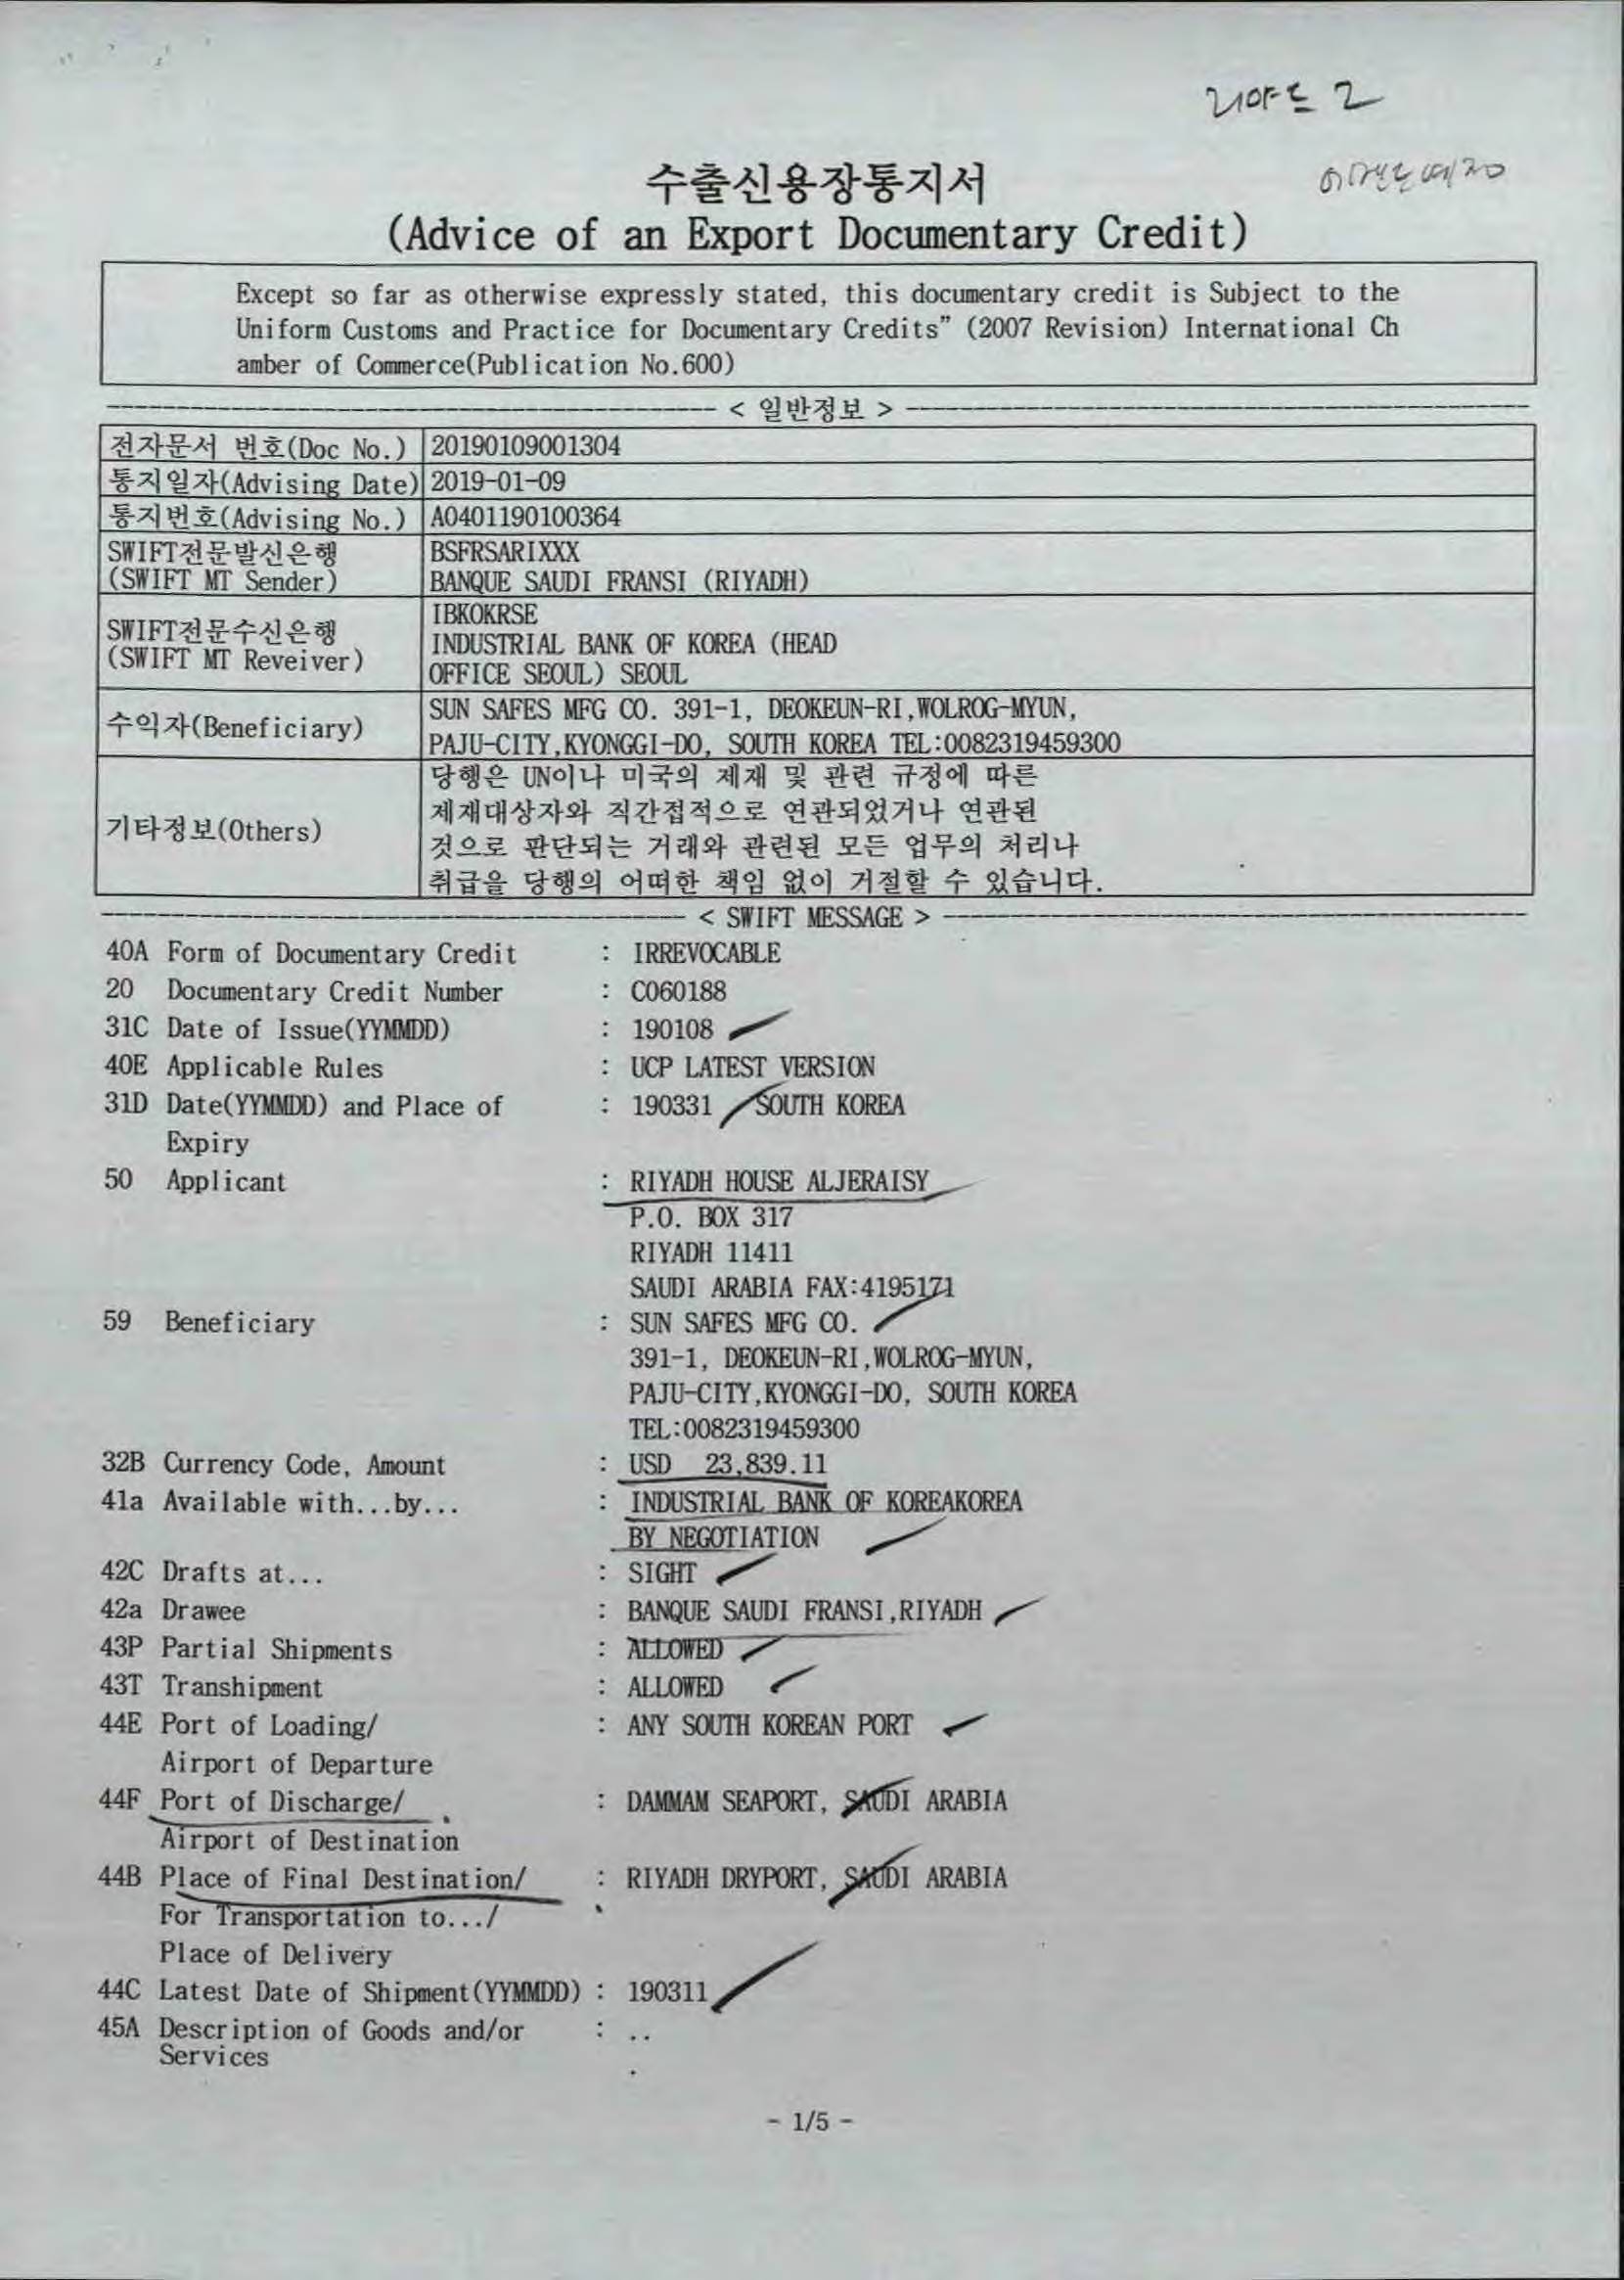 리야드 2
수출신용장통지서
(Advice of an Export Documentary Credit)
Except so far as otherwise expressly stated, this documentary credit is Subject to the
Uniform Customs and Practice for Documentary Credits” (2007 Revision) International Ch
amber of Commerce(Publication No.600)
< 일반정보 >
전자문서 번호(Doc No.) 20190109001304
통지일자(Advising Date) 2019-01-09
통지번호(Advising No.) A0401190100364
SWIFT전문발신은행 BSFRSARIXXX
(SWIFT MT Sender) BANQUE SAUDI FRANSI (RIYADH)
IBKOKRSE
SWIFT전문수신은행 INDUSTRIAL BANK OF KOREA (HEAD
(SWIFT MT Reveiver) OFFICE SEOUL) SEOUL
수익자(Beneficiary) SUN SAFES MFG CO. 391-1, DEOKEUN-RI,WOLROG-MYUN,
PAJU-CITY,KYONGGI-DO, SOUTH KOREA TEL:0082319459300
당행은 UN이나 미국의 제재 및 관련 규정에 따른
기타정보(Others) 제재대상자와 직간접적으로 연관되었거나 연관된
것으로 판단되는 거래와 관련된 모든 업무의 처리나
취급을 당행의 어떠한 책임 없이 거절할 수 있습니다.
< SWIFT MESSAGE >
40A Form of Documentary Credit : IRREVOCABLE
20 Documentary Credit Number : C060188
31C Date of Issue(YYMMDD) : 190108
40E Applicable Rules : UCP LATEST VERSION
31D Date(YYMMDD) and Place of : 190331 SOUTH KOREA
Expiry
50 Applicant : RIYADH HOUSE ALJERAISY
P.O. BOX 317
RIYADH 11411
SAUDI ARABIA FAX:4195171
59 Beneficiary : SUN SAFES MFG CO.
391-1, DEOKEUN-RI,WOLROG-MYUN,
PAJU-CITY,KYONGGI-DO, SOUTH KOREA
TEL:0082319459300
32B Currency Code, Amount : USD 23,839.11
41a Available with...by... : INDUSTRIAL BANK OF KOREAKOREA
BY NEGOTIATION
42C Drafts at... : SIGHT
42a Drawee : BANQUE SAUDI FRANSI,RIYADH
43P Partial Shipments : ALLOWED
43T Transhipment : ALLOWED
44E Port of Loading/ : ANY SOUTH KOREAN PORT
Airport of Departure
44F Port of Discharge/ : DAMMAM SEAPORT, SAUDI ARABIA
Airport of Destination
44B Place of Final Destination/ : RIYADH DRYPORT, SAUDI ARABIA
For Transportation to.../
Place of Delivery
44C Latest Date of Shipment(YYMMDD) : 190311
45A Description of Goods and/or : ..
Services .
- 1/5 -